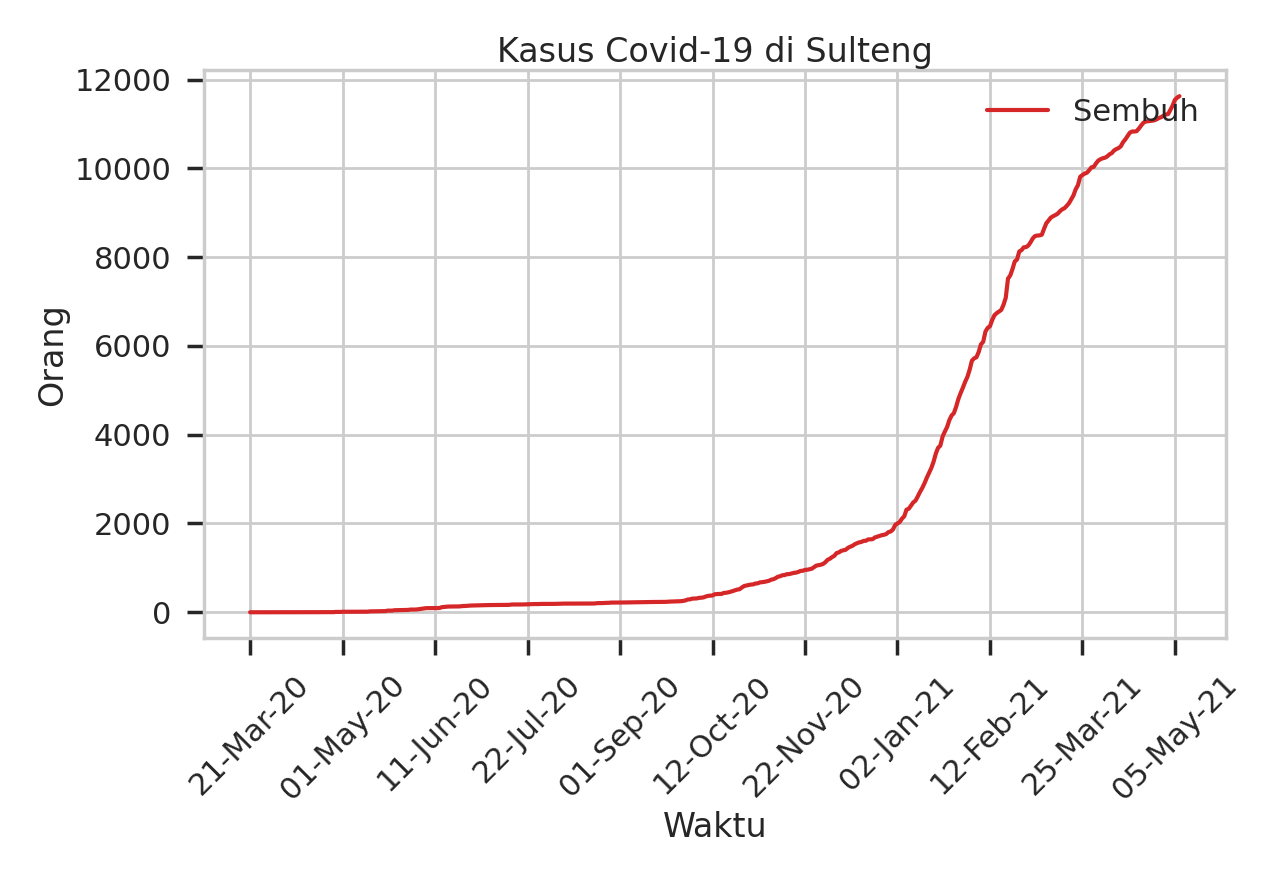 Kasus Covid-19 di Sulteng
12000
10000
8000
6000
4000
2000
0
Orang
Sembuh
21-Mar-20
01-May-20
11-Jun-20
22-Jul-20
01-Sep-20
12-Oct-20
22-Nov-20
02-Jan-21
12-Feb-21
25-Mar-21
05-May-21
Waktu